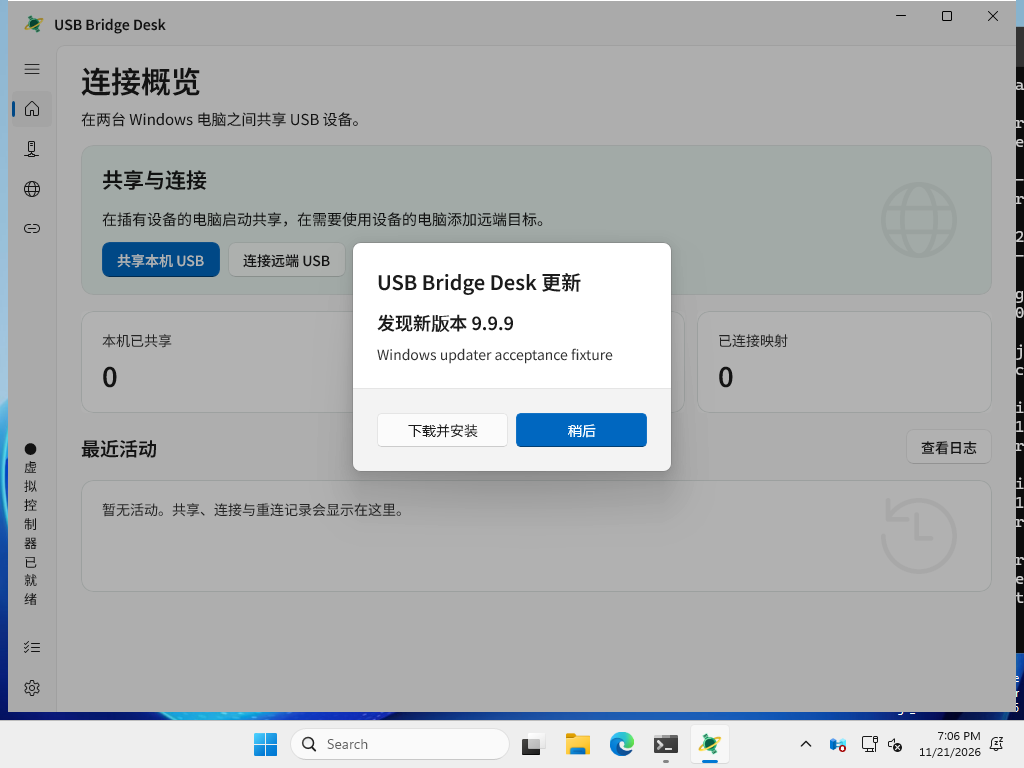 USB Bridge Desk
连接概览
在两台 Windows 电脑之间共享 USB 设备。
共享与连接
在插有设备的电脑启动共享，在需要使用设备的电脑添加远端目标。
共享本机 USB
连接远端 USB
USB Bridge Desk 更新
发现新版本 9.9.9
Windows updater acceptance fixture
下载并安装
稍后
本机已共享
0
已连接映射
0
最近活动
查看日志
暂无活动。共享、连接与重连记录会显示在这里。
虚
拟
控
制
器
已
就
绪
Search
7:06 PM
11/21/2026